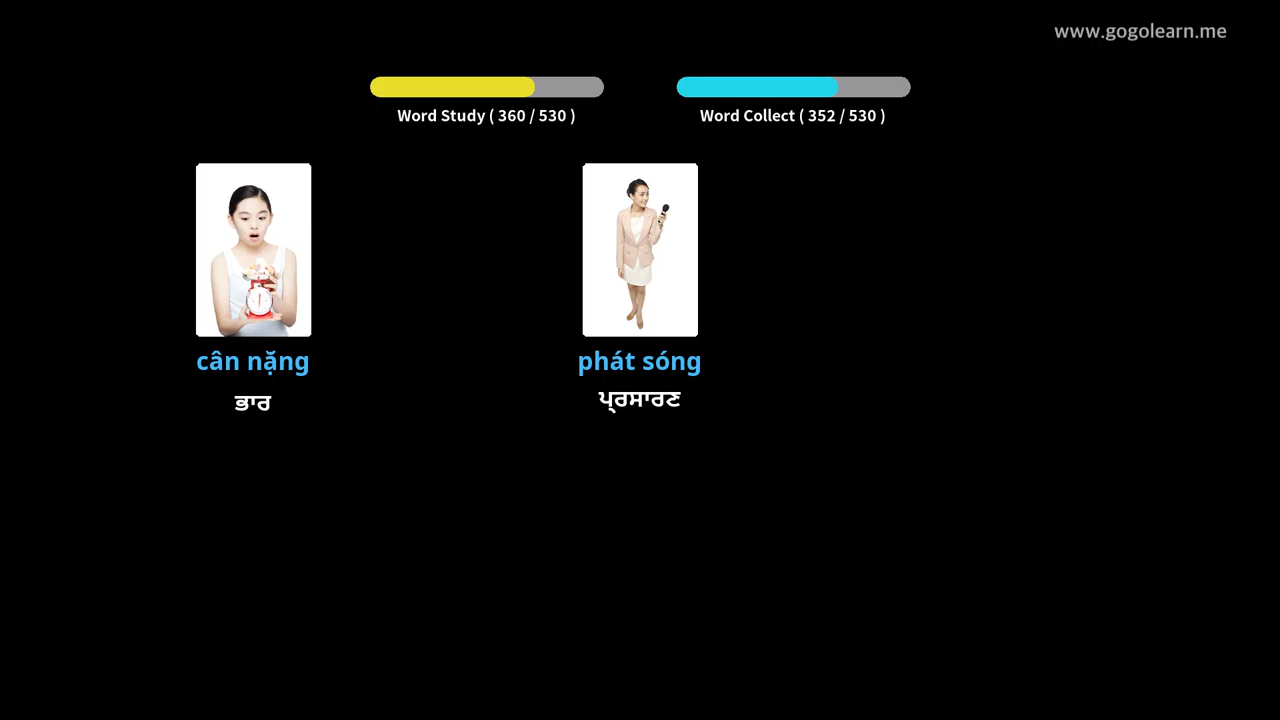 www.gogolearn.me
Word Study ( 360 / 530 )
Word Collect ( 352 / 530 )
cân nặng
ਭਾਰ
phát sóng
ਪ੍ਰਸਾਰਣ